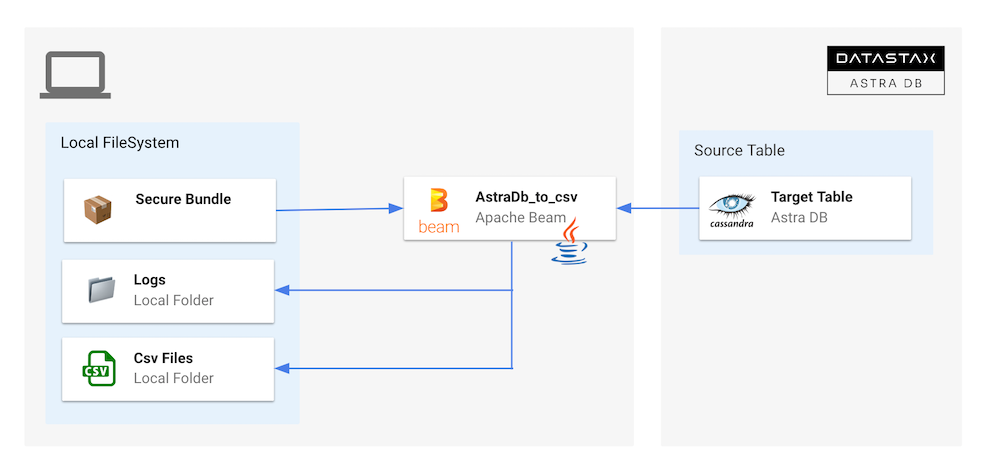 DATASTAX
ASTRA DB
Local FileSystem
Secure Bundle
Logs
Local Folder
CSV
Csv Files
Local Folder
beam
AstraDb_to_csv
Apache Beam
Source Table
cassandra
Target Table
Astra DB